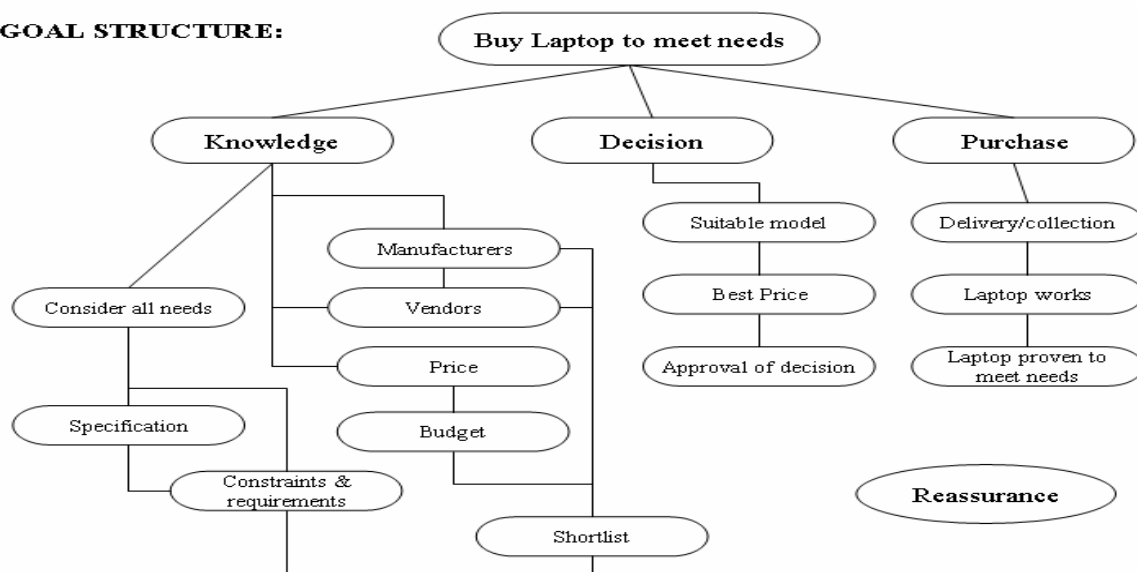 GOAL STRUCTURE:
Buy Laptop to meet needs
Knowledge
Decision
Purchase
Suitable model
Delivery/collection
Manufacturers
Consider all needs
Vendors
Best Price
Laptop works
Price
Approval of decision
Laptop proven to
meet needs
Specification
Budget
Constraints &
requirements
Reassurance
Shortlist